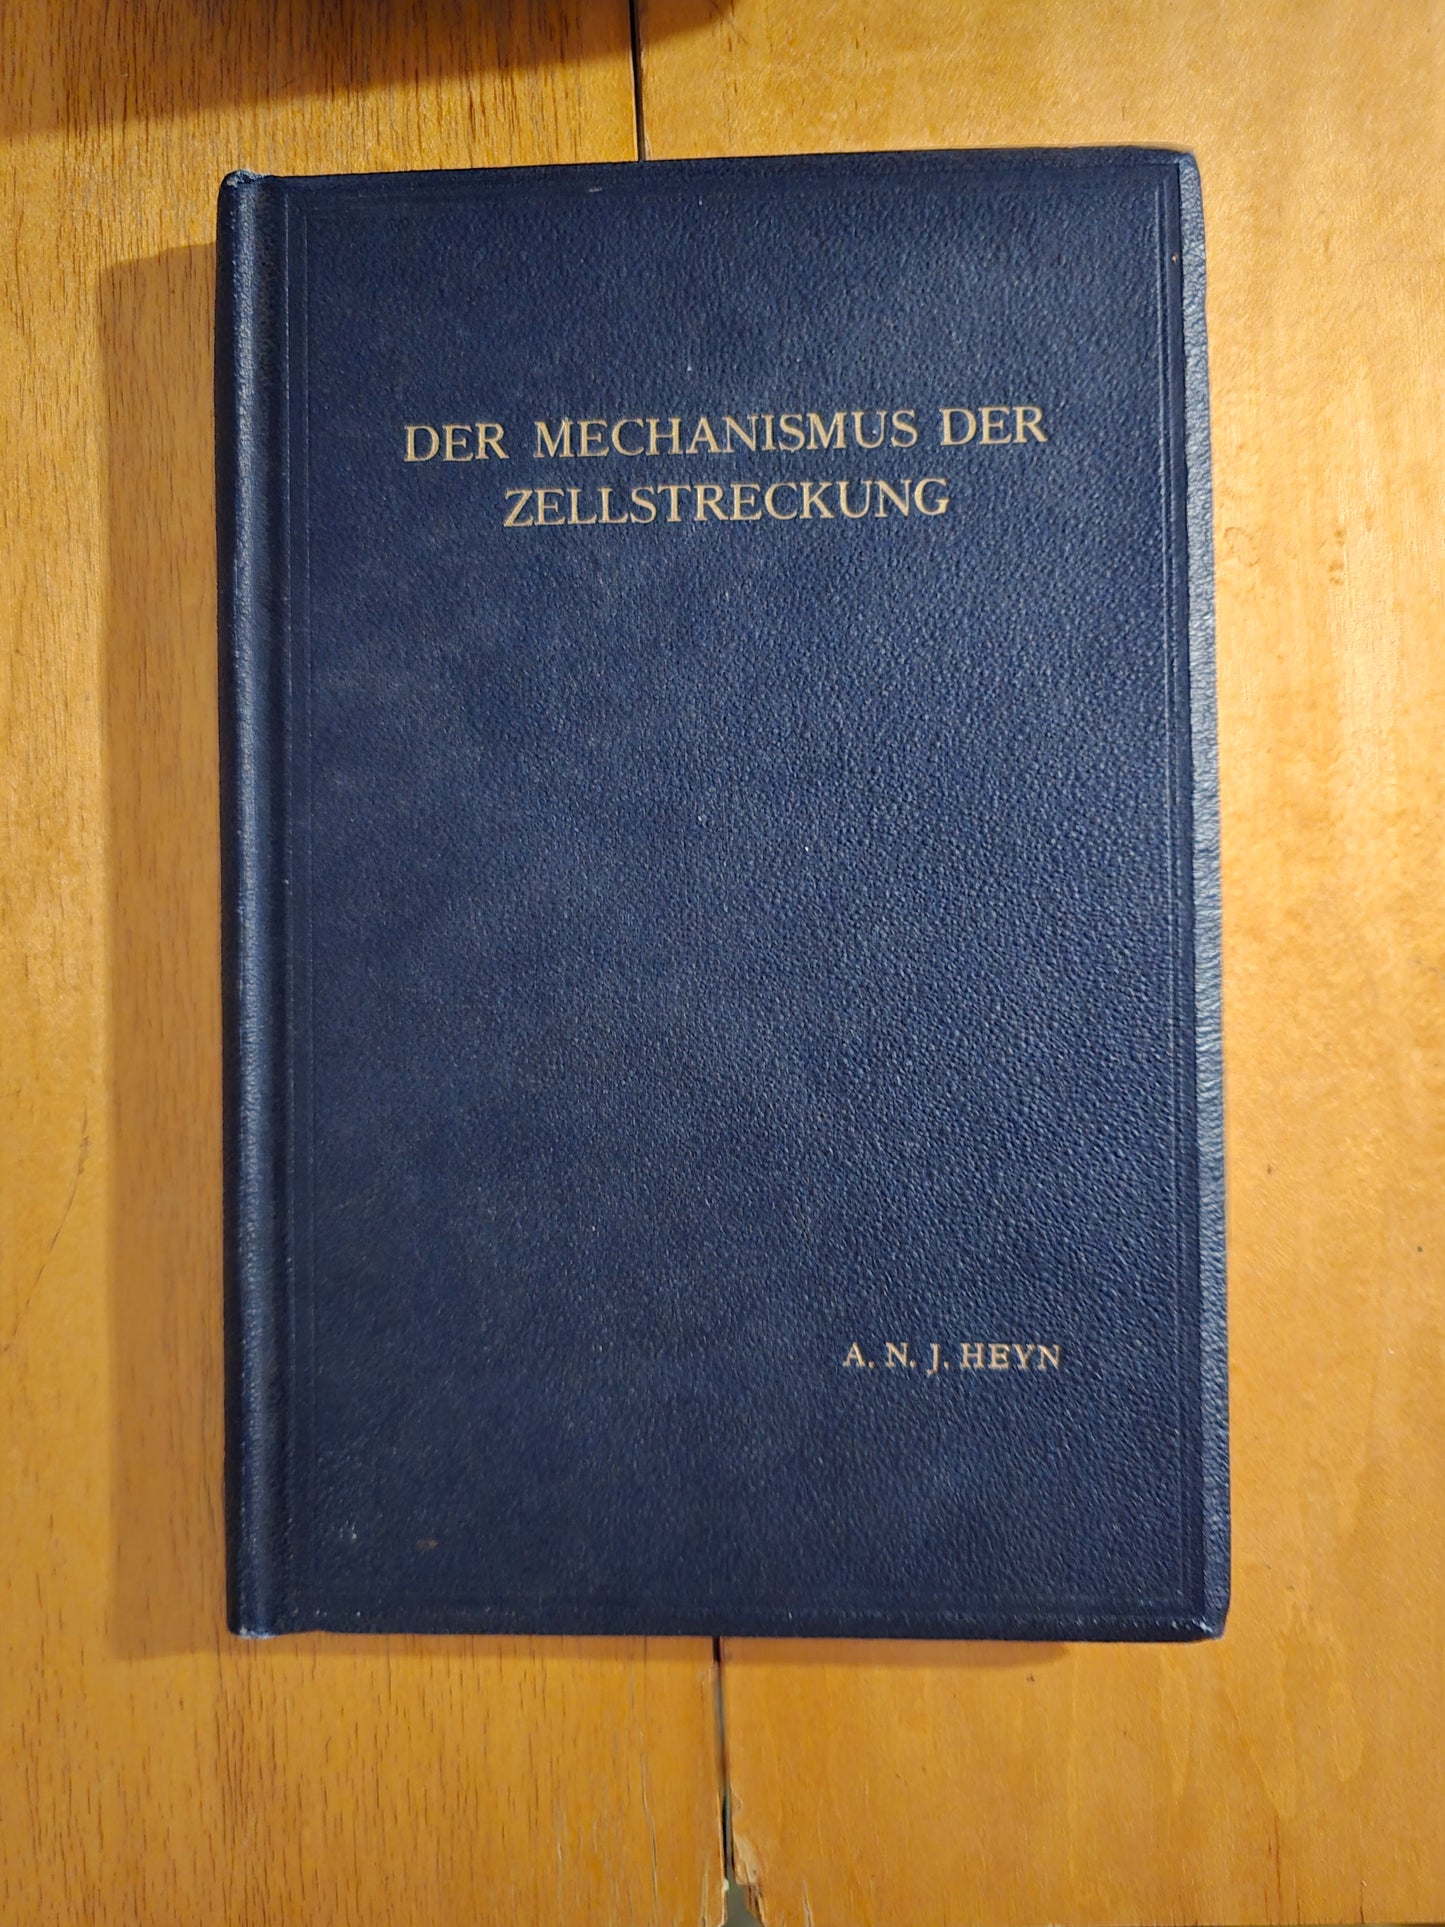 DER MECHANISMUS DER
ZELLSTRECKUNG
A. N. J. HEYN